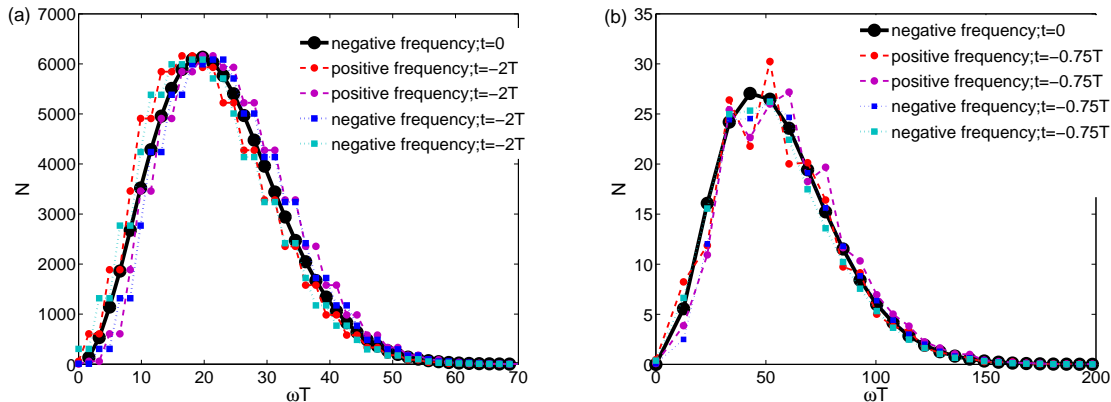 (a)
7000
6000
5000
4000
3000
2000
1000
0
N
0 10 20 30 40 50 60 70
ωT
negative frequency;t=0
positive frequency;t=−2T
positive frequency;t=−2T
negative frequency;t=−2T
negative frequency;t=−2T
(b)
35
30
25
20
15
10
5
0
N
0 50 100 150 200
ωT
negative frequency;t=0
positive frequency;t=−0.75T
positive frequency;t=−0.75T
negative frequency;t=−0.75T
negative frequency;t=−0.75T